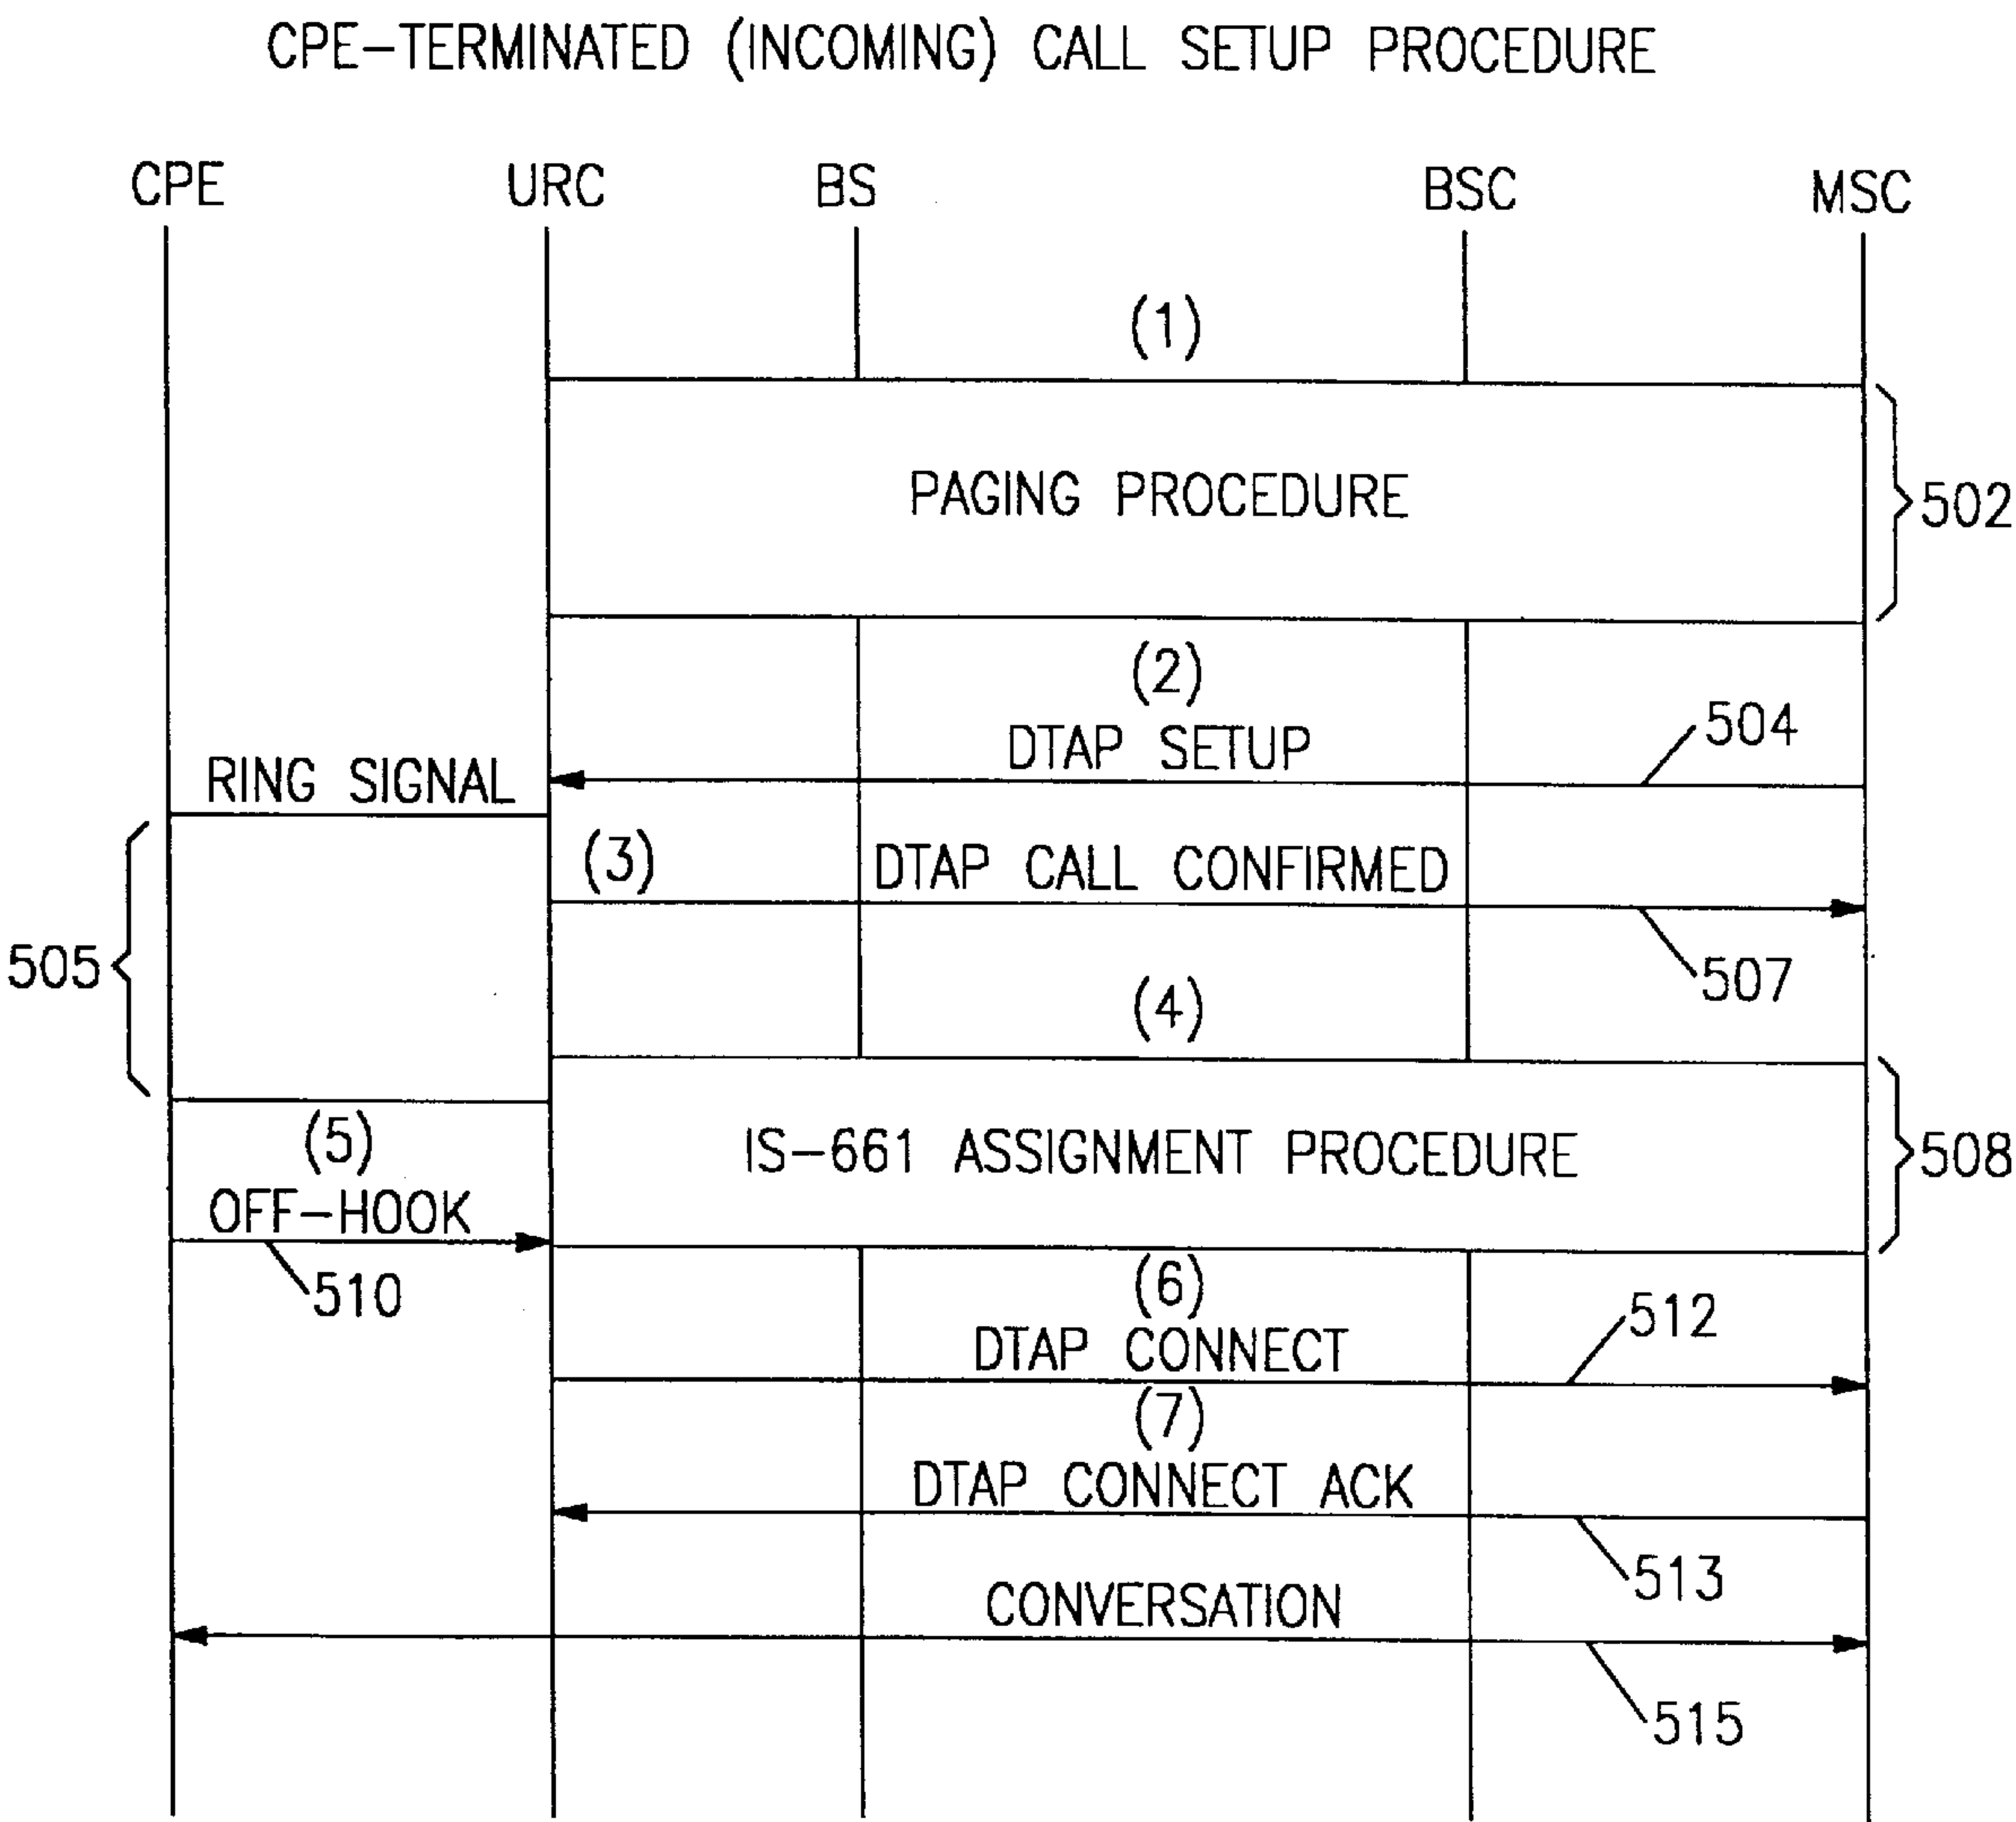 CPE-TERMINATED (INCOMING) CALL SETUP PROCEDURE
CPE URC BS BSC MSC
(1)
PAGING PROCEDURE
502
(2)
DTAP SETUP
504
RING SIGNAL
(3) DTAP CALL CONFIRMED
505
507
(4)
(5)
IS-661 ASSIGNMENT PROCEDURE
508
OFF-HOOK
510
(6)
DTAP CONNECT
512
(7)
DTAP CONNECT ACK
513
CONVERSATION
515